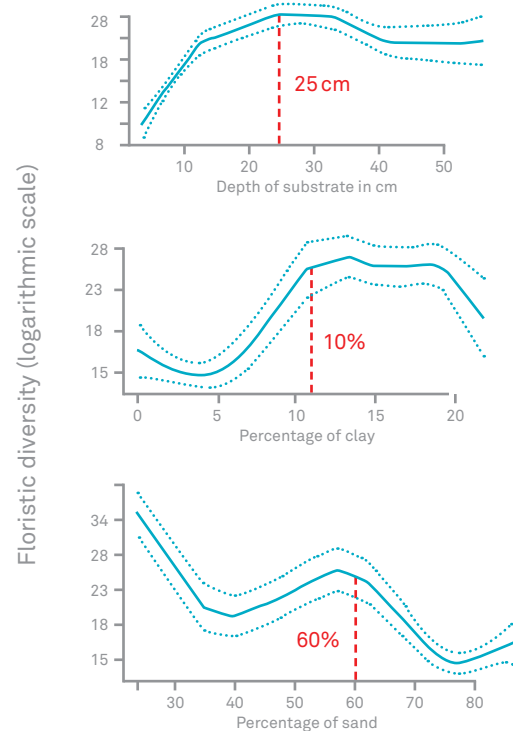 Floristic diversity (logarithmic scale)
28
18
12
8
25 cm
10 20 30 40 50
Depth of substrate in cm
28
23
18
15
10%
0 5 10 15 20
Percentage of clay
34
28
23
18
15
60%
30 40 50 60 70 80
Percentage of sand